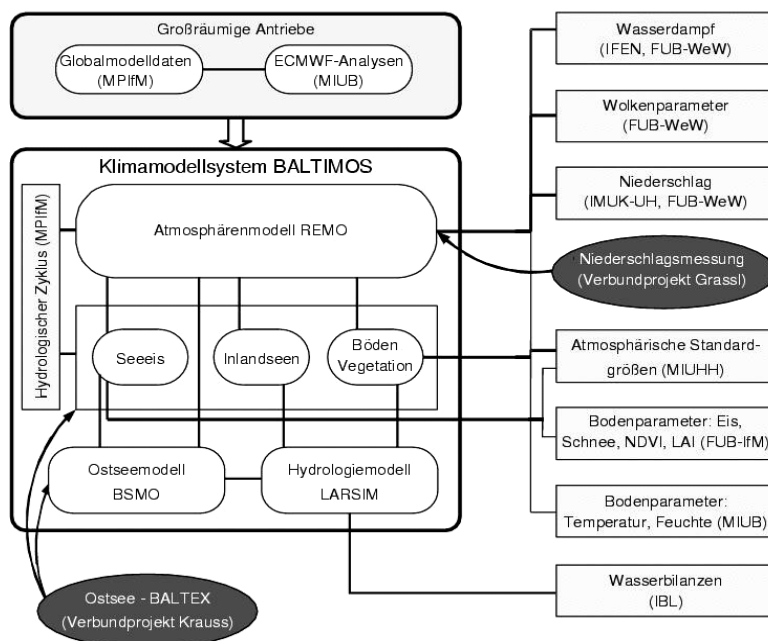 Großräumige Antriebe
Globalmodelldaten
(MPIfM)
ECMWF-Analysen
(MIUB)
Klimamodellsystem BALTIMOS
Hydrologischer Zyklus (MPIfM)
Atmosphärenmodell REMO
Seeeis
Inlandseen
Böden
Vegetation
Ostseemodell
BSMO
Hydrologiemodell
LARSIM
Ostsee - BALTEX
(Verbundprojekt Krauss)
Wasserdampf
(IFEN, FUB-WeW)
Wolkenparameter
(FUB-WeW)
Niederschlag
(IMUK-UH, FUB-WeW)
Niederschlagsmessung
(Verbundprojekt Grassl)
Atmosphärische Standard-
größen (MIUHH)
Bodenparameter: Eis,
Schnee, NDVI, LAI (FUB-IfM)
Bodenparameter:
Temperatur, Feuchte (MIUB)
Wasserbilanzen
(IBL)